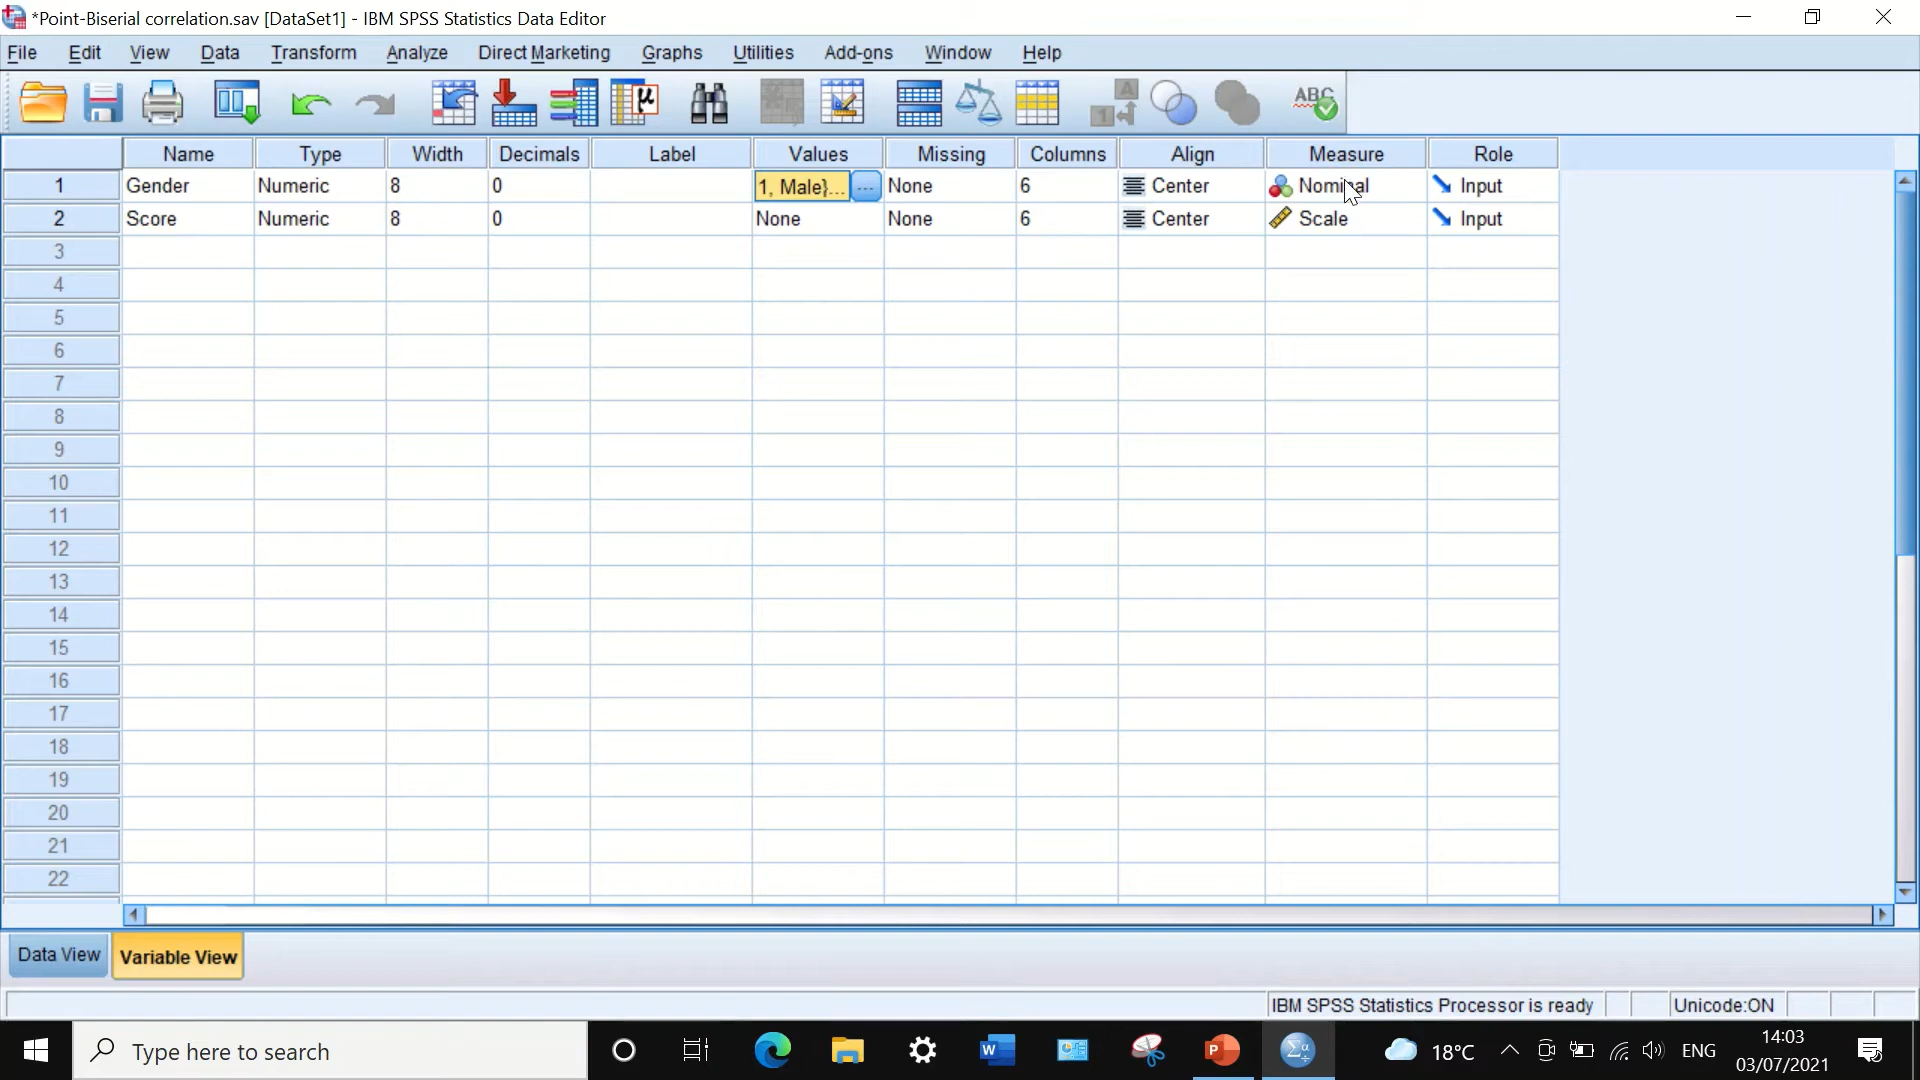 *Point-Biserial correlation.sav [DataSet1] - IBM SPSS Statistics Data Editor
File Edit View Data Transform Analyze Direct Marketing Graphs Utilities Add-ons Window Help
Name Type Width Decimals Label Values Missing Columns Align Measure Role
1 Gender Numeric 8 0 1, Male}... ... None 6 Center Nominal Input
2 Score Numeric 8 0 None None 6 Center Scale Input
3
4
5
6
7
8
9
10
11
12
13
14
15
16
17
18
19
20
21
22
Data View Variable View
IBM SPSS Statistics Processor is ready Unicode:ON
Type here to search 18°C ENG 14:03
03/07/2021